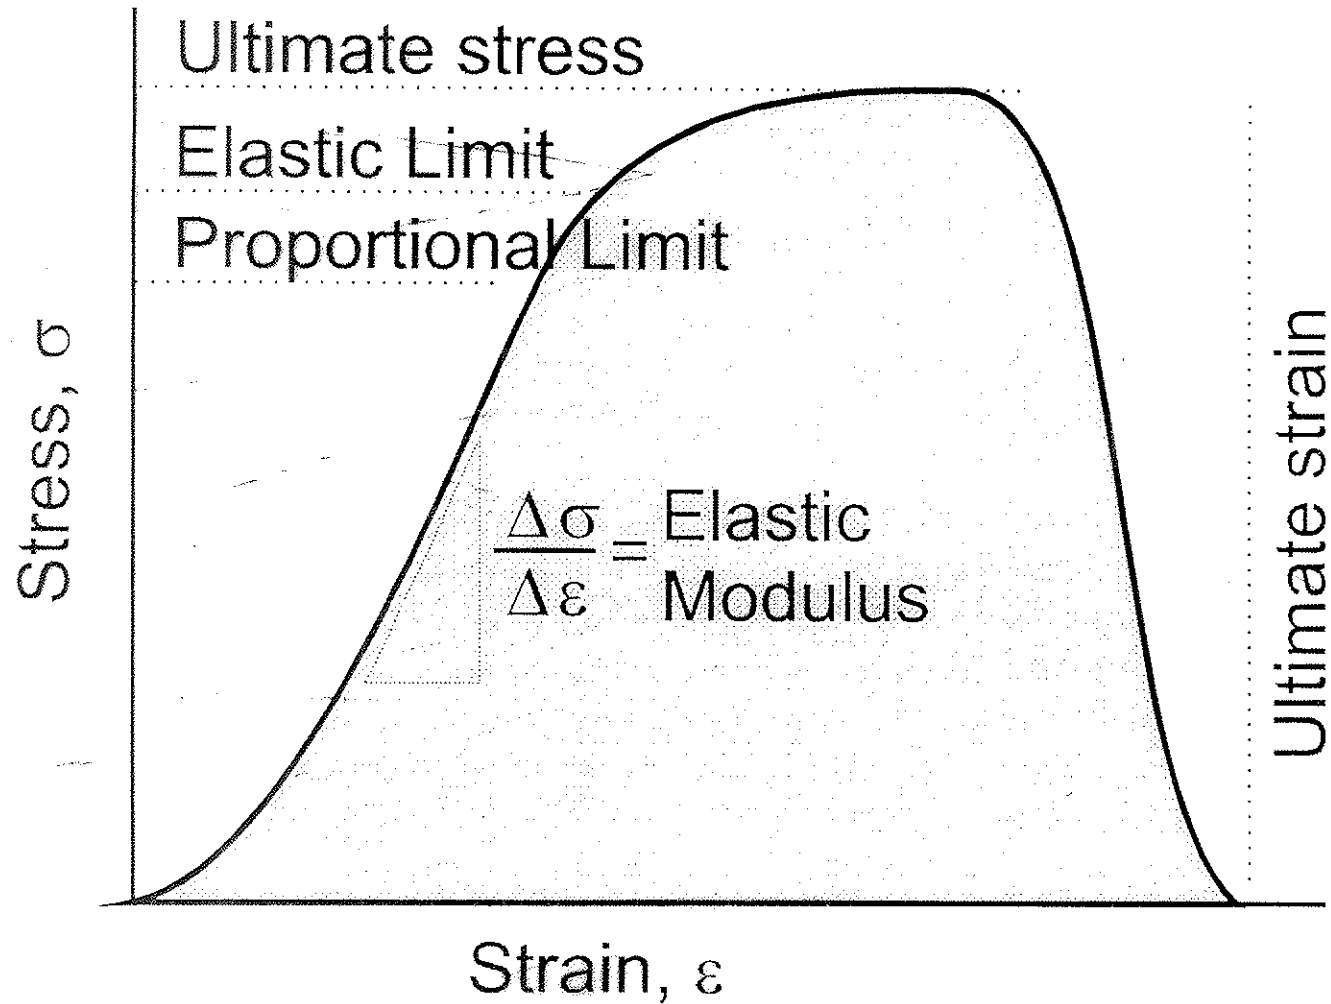 Ultimate stress
Elastic Limit
Proportional Limit
Stress, σ
Δσ
Δε
= Elastic
Modulus
Ultimate strain
Strain, ε